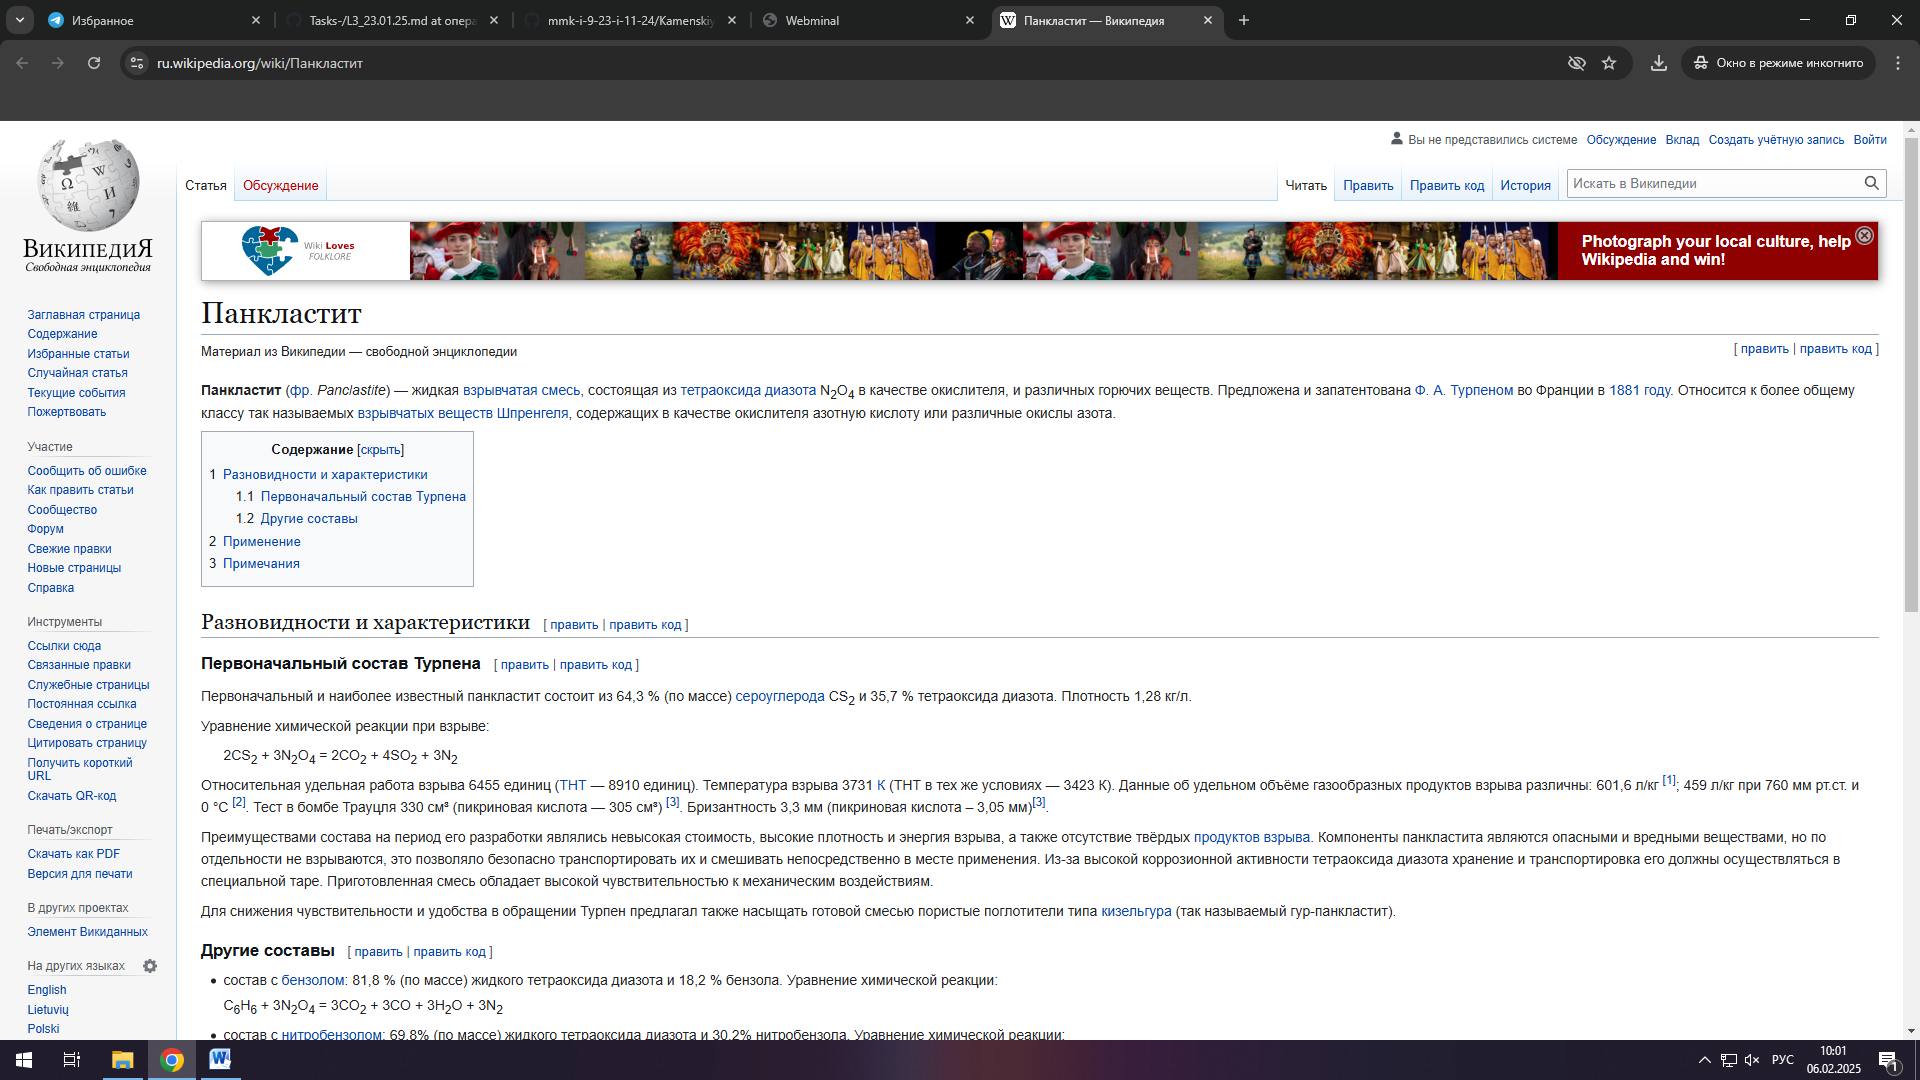 Избранное
Tasks-/L3_23.01.25.md at опера
mmk-i-9-23-i-11-24/Kamenskiy
Webminal
Панкластит — Википедия
ru.wikipedia.org/wiki/Панкластит
Окно в режиме инкогнито
Вы не представились системе Обсуждение Вклад Создать учётную запись Войти
Википедия
Свободная энциклопедия
Статья Обсуждение
Читать Править Править код История
Искать в Википедии
Wiki Loves
FOLKLORE
Photograph your local culture, help
Wikipedia and win!
Заглавная страница
Содержание
Избранные статьи
Случайная статья
Текущие события
Пожертвовать
Участие
Сообщить об ошибке
Как править статьи
Сообщество
Форум
Свежие правки
Новые страницы
Справка
Инструменты
Ссылки сюда
Связанные правки
Служебные страницы
Постоянная ссылка
Сведения о странице
Цитировать страницу
Получить короткий
URL
Скачать QR-код
Печать/экспорт
Скачать как PDF
Версия для печати
В других проектах
Элемент Викиданных
На других языках
English
Lietuvių
Polski
Панкластит
Материал из Википедии — свободной энциклопедии
[ править | править код ]
Панкластит (фр. Panclastite) — жидкая взрывчатая смесь, состоящая из тетраоксида диазота N2O4 в качестве окислителя, и различных горючих веществ. Предложена и запатентована Ф. А. Турпеном во Франции в 1881 году. Относится к более общему
классу так называемых взрывчатых веществ Шпренгеля, содержащих в качестве окислителя азотную кислоту или различные окислы азота.
Содержание [скрыть]
1 Разновидности и характеристики
1.1 Первоначальный состав Турпена
1.2 Другие составы
2 Применение
3 Примечания
Разновидности и характеристики [ править | править код ]
Первоначальный состав Турпена [ править | править код ]
Первоначальный и наиболее известный панкластит состоит из 64,3 % (по массе) сероуглерода CS2 и 35,7 % тетраоксида диазота. Плотность 1,28 кг/л.
Уравнение химической реакции при взрыве:
2CS2 + 3N2O4 = 2CO2 + 4SO2 + 3N2
Относительная удельная работа взрыва 6455 единиц (ТНТ — 8910 единиц). Температура взрыва 3731 К (ТНТ в тех же условиях — 3423 К). Данные об удельном объёме газообразных продуктов взрыва различны: 601,6 л/кг [1]; 459 л/кг при 760 мм рт.ст. и
0 °С [2]. Тест в бомбе Трауцля 330 см³ (пикриновая кислота — 305 см³) [3]. Бризантность 3,3 мм (пикриновая кислота – 3,05 мм)[3].
Преимуществами состава на период его разработки являлись невысокая стоимость, высокие плотность и энергия взрыва, а также отсутствие твёрдых продуктов взрыва. Компоненты панкластита являются опасными и вредными веществами, но по
отдельности не взрываются, это позволяло безопасно транспортировать их и смешивать непосредственно в месте применения. Из-за высокой коррозионной активности тетраоксида диазота хранение и транспортировка его должны осуществляться в
специальной таре. Приготовленная смесь обладает высокой чувствительностью к механическим воздействиям.
Для снижения чувствительности и удобства в обращении Турпен предлагал также насыщать готовой смесью пористые поглотители типа кизельгура (так называемый гур-панкластит).
Другие составы [ править | править код ]
состав с бензолом: 81,8 % (по массе) жидкого тетраоксида диазота и 18,2 % бензола. Уравнение химической реакции:
C6H6 + 3N2O4 = 3CO2 + 3CO + 3H2O + 3N2
состав с нитробензолом: 69,8% (по массе) жидкого тетраоксида диазота и 30,2% нитробензола. Уравнение химической реакции:
РУС
10:01
06.02.2025
1